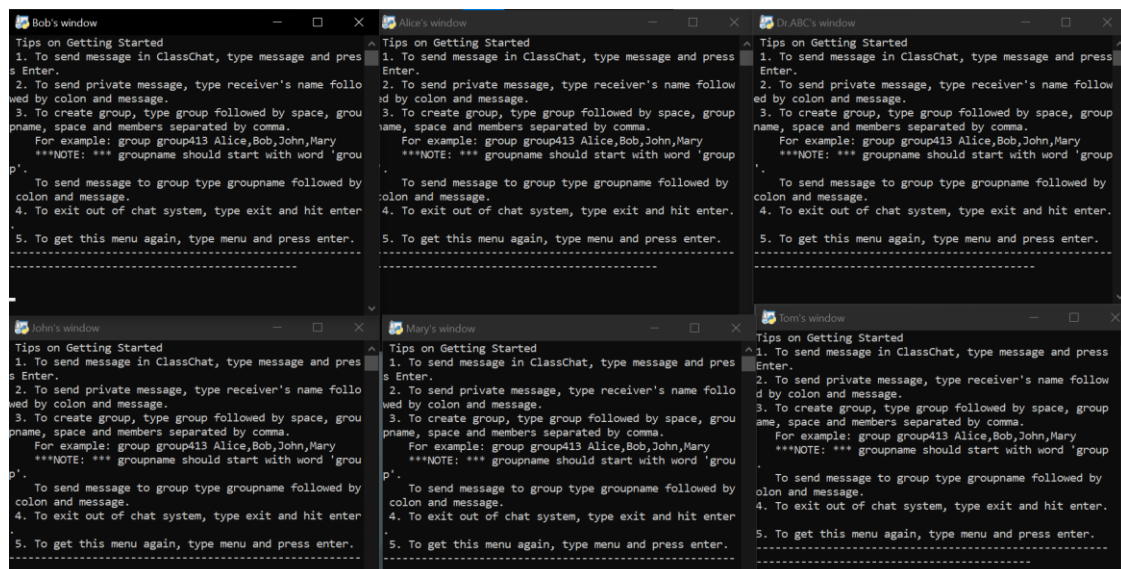 Bob's window
Tips on Getting Started
1. To send message in ClassChat, type message and pres
s Enter.
2. To send private message, type receiver's name follo
wed by colon and message.
3. To create group, type group followed by space, grou
pname, space and members separated by comma.
For example: group group413 Alice,Bob,John,Mary
***NOTE: *** groupname should start with word 'grou
p'.
To send message to group type groupname followed by
colon and message.
4. To exit out of chat system, type exit and hit enter
.
5. To get this menu again, type menu and press enter.
Alice's window
Tips on Getting Started
1. To send message in ClassChat, type message and press
Enter.
2. To send private message, type receiver's name follow
ed by colon and message.
3. To create group, type group followed by space, group
name, space and members separated by comma.
For example: group group413 Alice,Bob,John,Mary
***NOTE: *** groupname should start with word 'group
'.
To send message to group type groupname followed by
colon and message.
4. To exit out of chat system, type exit and hit enter.
5. To get this menu again, type menu and press enter.
Dr.ABC's window
Tips on Getting Started
1. To send message in ClassChat, type message and press
Enter.
2. To send private message, type receiver's name follow
ed by colon and message.
3. To create group, type group followed by space, group
name, space and members separated by comma.
For example: group group413 Alice,Bob,John,Mary
***NOTE: *** groupname should start with word 'group
'.
To send message to group type groupname followed by
colon and message.
4. To exit out of chat system, type exit and hit enter.
5. To get this menu again, type menu and press enter.
John's window
Tips on Getting Started
1. To send message in ClassChat, type message and pres
s Enter.
2. To send private message, type receiver's name follo
wed by colon and message.
3. To create group, type group followed by space, grou
pname, space and members separated by comma.
For example: group group413 Alice,Bob,John,Mary
***NOTE: *** groupname should start with word 'grou
p'.
To send message to group type groupname followed by
colon and message.
4. To exit out of chat system, type exit and hit enter
.
5. To get this menu again, type menu and press enter.
Mary's window
Tips on Getting Started
1. To send message in ClassChat, type message and pres
s Enter.
2. To send private message, type receiver's name follo
wed by colon and message.
3. To create group, type group followed by space, grou
pname, space and members separated by comma.
For example: group group413 Alice,Bob,John,Mary
***NOTE: *** groupname should start with word 'grou
p'.
To send message to group type groupname followed by
colon and message.
4. To exit out of chat system, type exit and hit enter
.
5. To get this menu again, type menu and press enter.
Tom's window
Tips on Getting Started
1. To send message in ClassChat, type message and press
Enter.
2. To send private message, type receiver's name follow
d by colon and message.
3. To create group, type group followed by space, group
ame, space and members separated by comma.
For example: group group413 Alice,Bob,John,Mary
***NOTE: *** groupname should start with word 'group
.
To send message to group type groupname followed by
olon and message.
4. To exit out of chat system, type exit and hit enter.
5. To get this menu again, type menu and press enter.